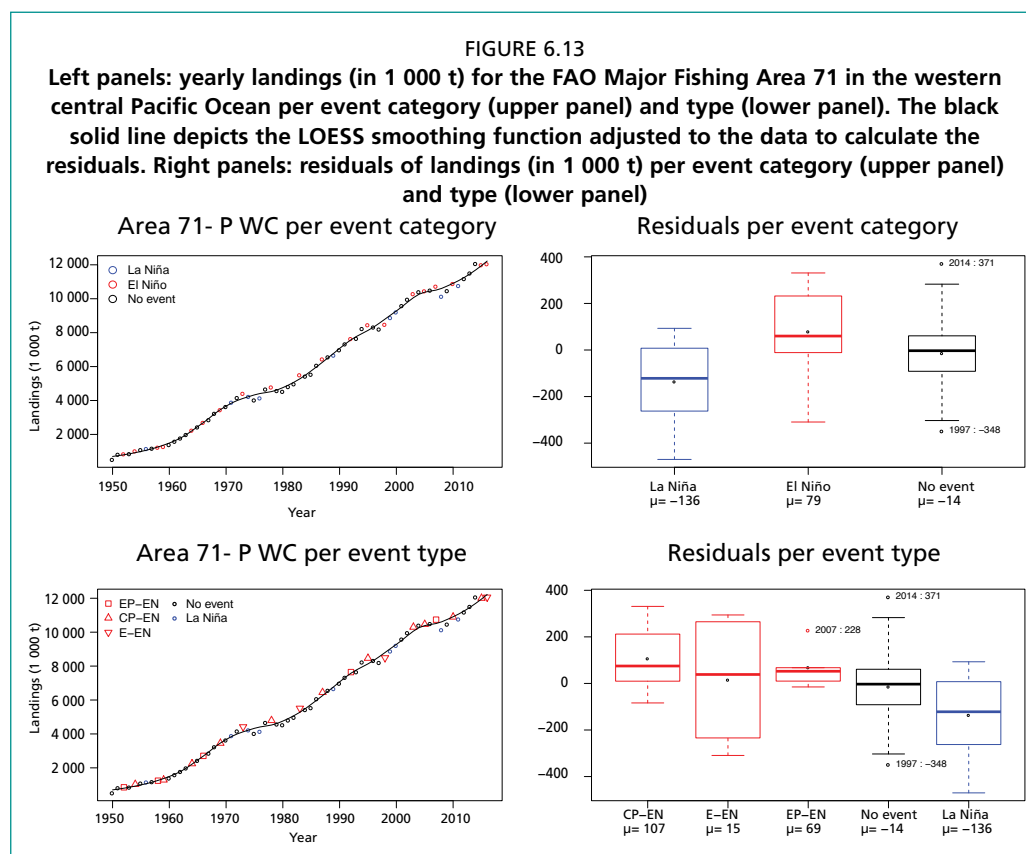 FIGURE 6.13
Left panels: yearly landings (in 1 000 t) for the FAO Major Fishing Area 71 in the western
central Pacific Ocean per event category (upper panel) and type (lower panel). The black
solid line depicts the LOESS smoothing function adjusted to the data to calculate the
residuals. Right panels: residuals of landings (in 1 000 t) per event category (upper panel)
and type (lower panel)
Area 71- P WC per event category
Landings (1 000 t)
12 000
10 000
8 000
6 000
4 000
2 000
La Niña
El Niño
No event
1950 1960 1970 1980 1990 2000 2010
Year
Residuals per event category
400
200
0
−200
−400
2014 : 371
1997 : −348
La Niña El Niño No event
μ= −136 μ= 79 μ= −14
Area 71- P WC per event type
Landings (1 000 t)
12 000
10 000
8 000
6 000
4 000
2 000
EP−EN No event
CP−EN La Niña
E−EN
1950 1960 1970 1980 1990 2000 2010
Year
Residuals per event type
400
200
0
−200
−400
2014 : 371
2007 : 228
1997 : −348
CP−EN E−EN EP−EN No event La Niña
μ= 107 μ= 15 μ= 69 μ= −14 μ= −136